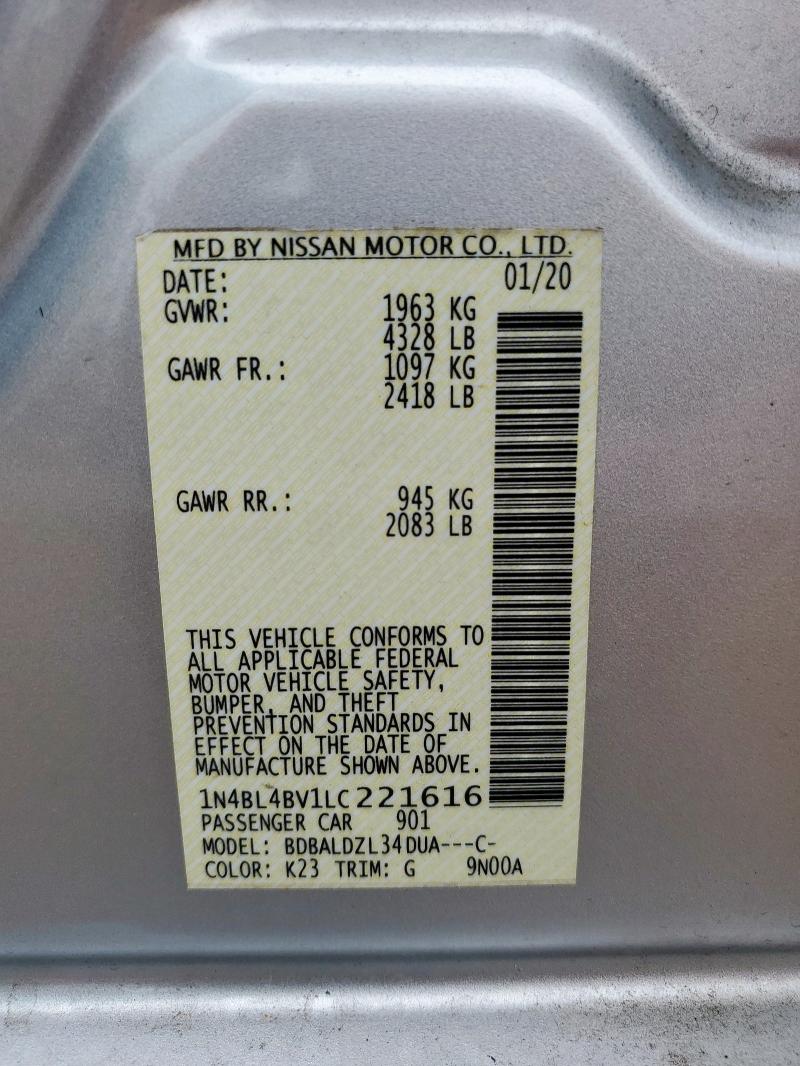 MFD BY NISSAN MOTOR CO., LTD.
DATE: 01/20
GVWR: 1963 KG
4328 LB
GAWR FR.: 1097 KG
2418 LB
GAWR RR.: 945 KG
2083 LB
THIS VEHICLE CONFORMS TO
ALL APPLICABLE FEDERAL
MOTOR VEHICLE SAFETY,
BUMPER, AND THEFT
PREVENTION STANDARDS IN
EFFECT ON THE DATE OF
MANUFACTURE SHOWN ABOVE.
1N4BL4BV1LC221616
PASSENGER CAR 901
MODEL: BDBALDZL34DUA---C-
COLOR: K23 TRIM: G 9N00A